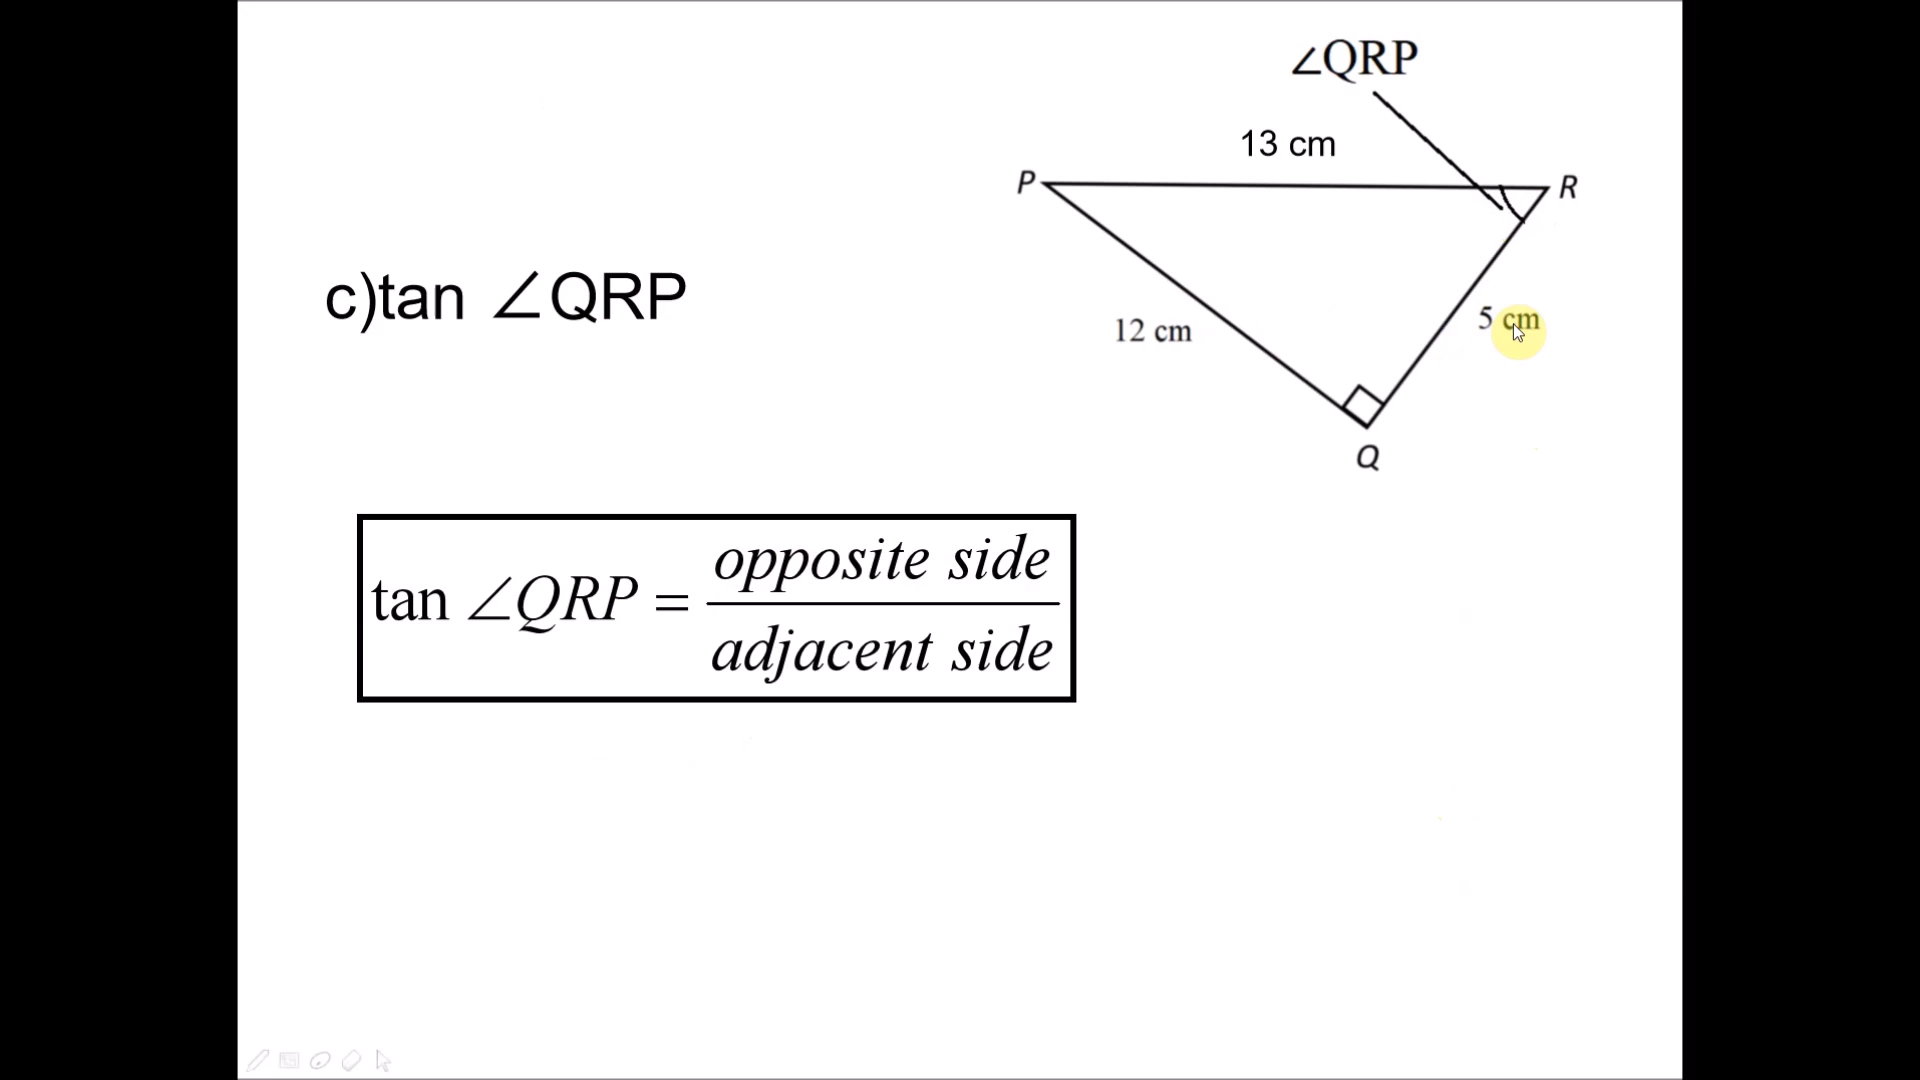 ∠QRP
13 cm
P
R
c)tan ∠QRP
12 cm
5 cm
Q
tan ∠QRP = opposite side
adjacent side